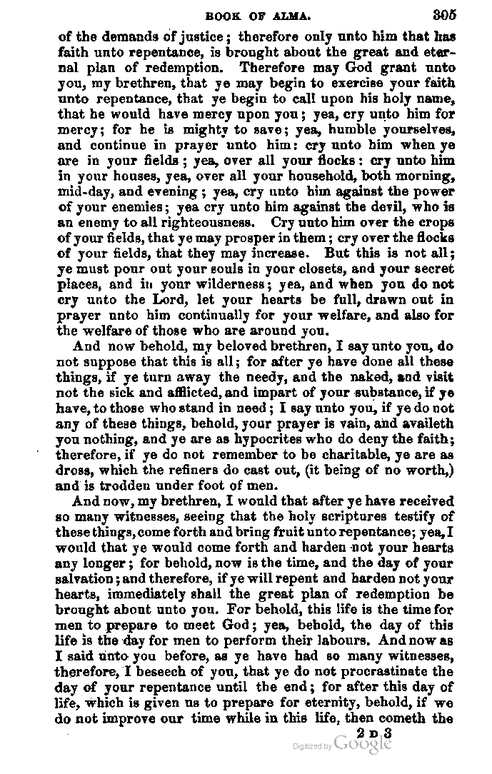 BOOK OF ALMA. 305
of the demands of justice; therefore only unto him that has
faith unto repentance, is brought about the great and eter-
nal plan of redemption. Therefore may God grant unto
you, my brethren, that ye may begin to exercise your faith
unto repentance, that ye begin to call upon his holy name,
that he would have mercy upon you; yea, cry unto him for
mercy; for he is mighty to save; yea, humble yourselves,
and continue in prayer unto him: cry unto him when ye
are in your fields; yea, over all your flocks: cry unto him
in your houses, yea, over all your household, both morning,
mid-day, and evening; yea, cry unto him against the power
of your enemies; yea cry unto him against the devil, who is
an enemy to all righteousness. Cry unto him over the crops
of your fields, that ye may prosper in them; cry over the flocks
of your fields, that they may increase. But this is not all;
ye must pour out your souls in your closets, and your secret
places, and in your wilderness; yea, and when you do not
cry unto the Lord, let your hearts be full, drawn out in
prayer unto him continually for your welfare, and also for
the welfare of those who are around you.
And now behold, my beloved brethren, I say unto you, do
not suppose that this is all; for after ye have done all these
things, if ye turn away the needy, and the naked, and visit
not the sick and afflicted, and impart of your substance, if ye
have, to those who stand in need; I say unto you, if ye do not
any of these things, behold, your prayer is vain, and availeth
you nothing, and ye are as hypocrites who do deny the faith;
therefore, if ye do not remember to be charitable, ye are as
dross, which the refiners do cast out, (it being of no worth,)
and is trodden under foot of men.
And now, my brethren, I would that after ye have received
so many witnesses, seeing that the holy scriptures testify of
these things, come forth and bring fruit unto repentance; yea, I
would that ye would come forth and harden not your hearts
any longer; for behold, now is the time, and the day of your
salvation; and therefore, if ye will repent and harden not your
hearts, immediately shall the great plan of redemption be
brought about unto you. For behold, this life is the time for
men to prepare to meet God; yea, behold, the day of this
life is the day for men to perform their labours. And now as
I said unto you before, as ye have had so many witnesses,
therefore, I beseech of you, that ye do not procrastinate the
day of your repentance until the end; for after this day of
life, which is given us to prepare for eternity, behold, if we
do not improve our time while in this life, then cometh the
2 D 3
Digitized by Google